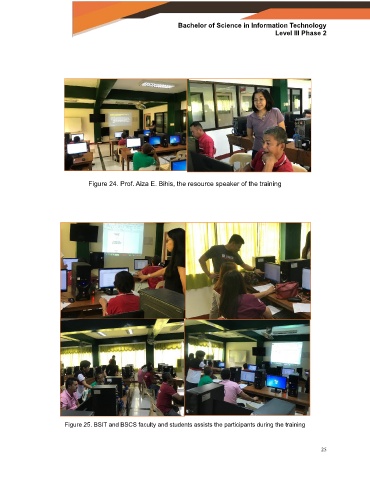 Bachelor of Science in Information Technology
Level III Phase 2
Figure 24. Prof. Aiza E. Bihis, the resource speaker of the training
Figure 25. BSIT and BSCS faculty and students assists the participants during the training
25